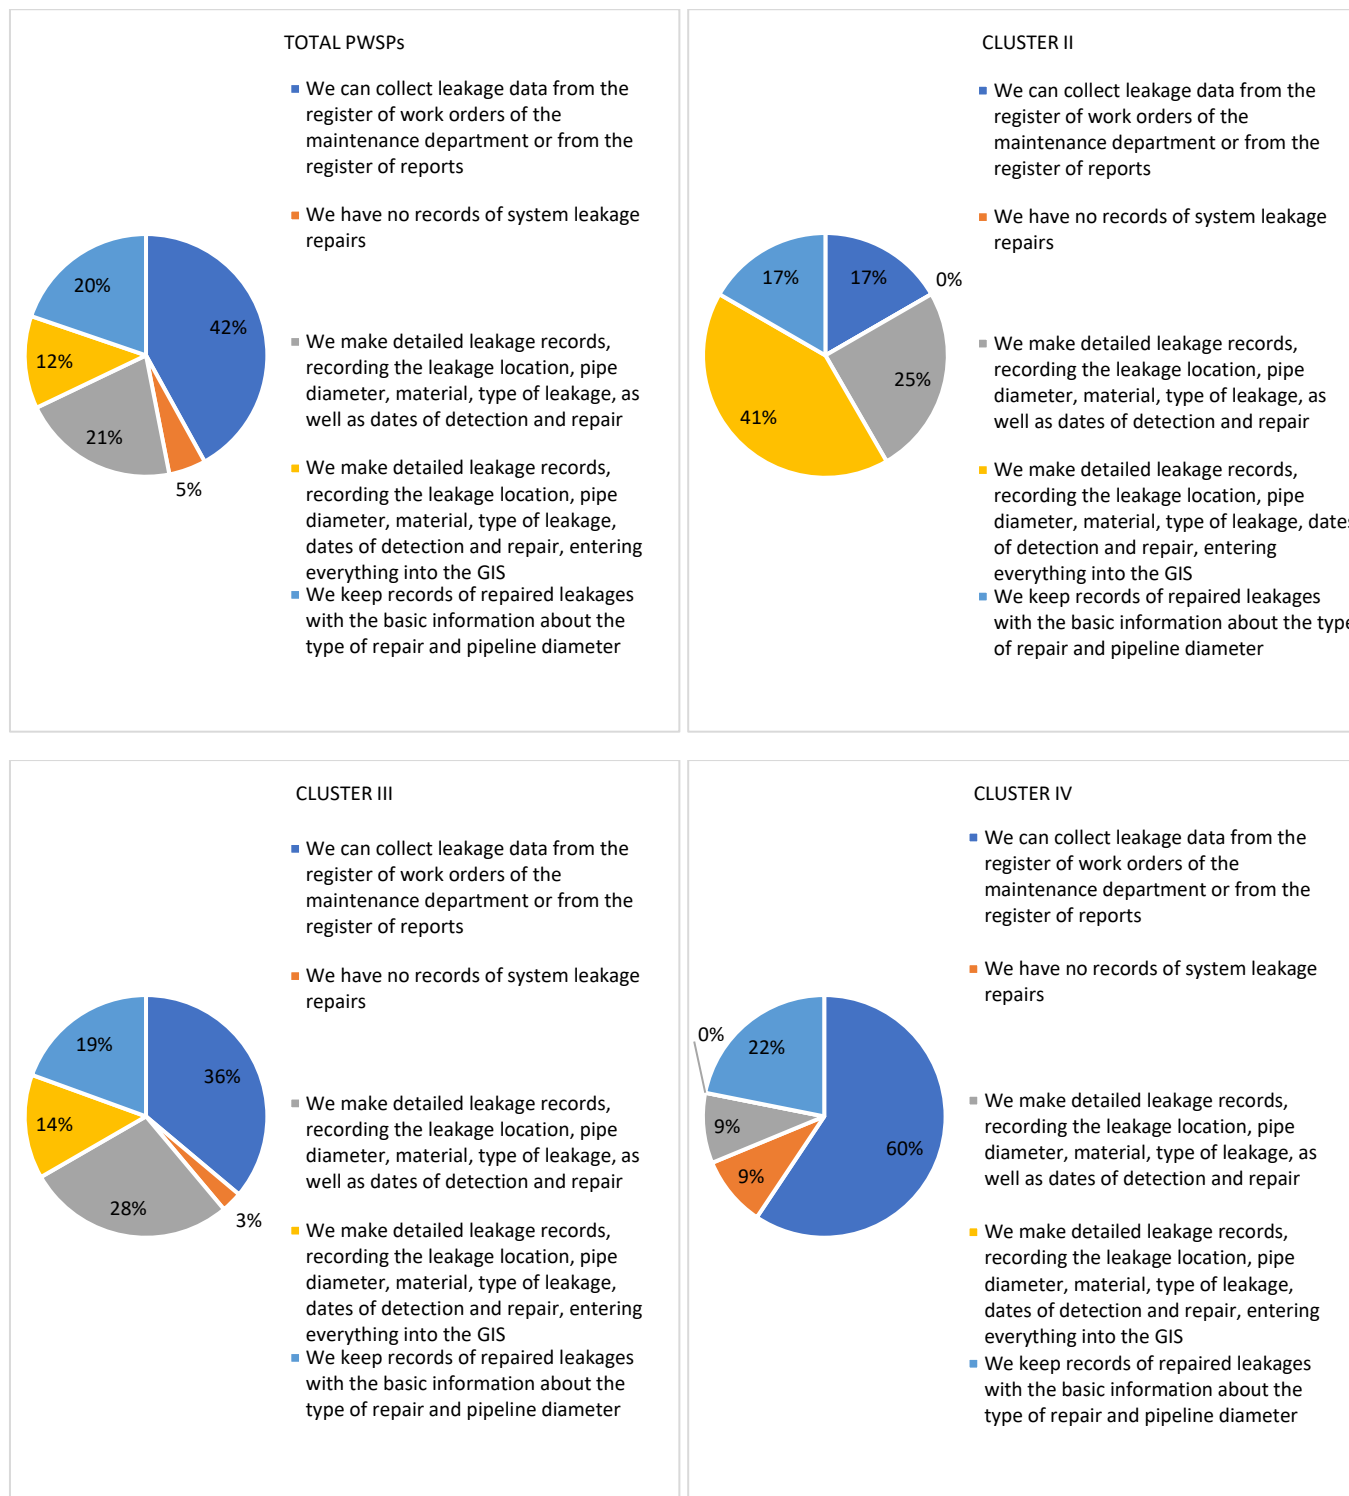 TOTAL PWSPs
We can collect leakage data from the
register of work orders of the
maintenance department or from the
register of reports
We have no records of system leakage
repairs
We make detailed leakage records,
recording the leakage location, pipe
diameter, material, type of leakage, as
well as dates of detection and repair
We make detailed leakage records,
recording the leakage location, pipe
diameter, material, type of leakage,
dates of detection and repair, entering
everything into the GIS
We keep records of repaired leakages
with the basic information about the
type of repair and pipeline diameter
20%
42%
12%
21%
5%
CLUSTER II
We can collect leakage data from the
register of work orders of the
maintenance department or from the
register of reports
We have no records of system leakage
repairs
We make detailed leakage records,
recording the leakage location, pipe
diameter, material, type of leakage, as
well as dates of detection and repair
We make detailed leakage records,
recording the leakage location, pipe
diameter, material, type of leakage, dates
of detection and repair, entering
everything into the GIS
We keep records of repaired leakages
with the basic information about the type
of repair and pipeline diameter
17%
17%
0%
25%
41%
CLUSTER III
We can collect leakage data from the
register of work orders of the
maintenance department or from the
register of reports
We have no records of system leakage
repairs
We make detailed leakage records,
recording the leakage location, pipe
diameter, material, type of leakage, as
well as dates of detection and repair
We make detailed leakage records,
recording the leakage location, pipe
diameter, material, type of leakage,
dates of detection and repair, entering
everything into the GIS
We keep records of repaired leakages
with the basic information about the
type of repair and pipeline diameter
19%
36%
14%
28%
3%
CLUSTER IV
We can collect leakage data from the
register of work orders of the
maintenance department or from the
register of reports
We have no records of system leakage
repairs
We make detailed leakage records,
recording the leakage location, pipe
diameter, material, type of leakage, as
well as dates of detection and repair
We make detailed leakage records,
recording the leakage location, pipe
diameter, material, type of leakage,
dates of detection and repair, entering
everything into the GIS
We keep records of repaired leakages
with the basic information about the
type of repair and pipeline diameter
0%
22%
9%
60%
9%